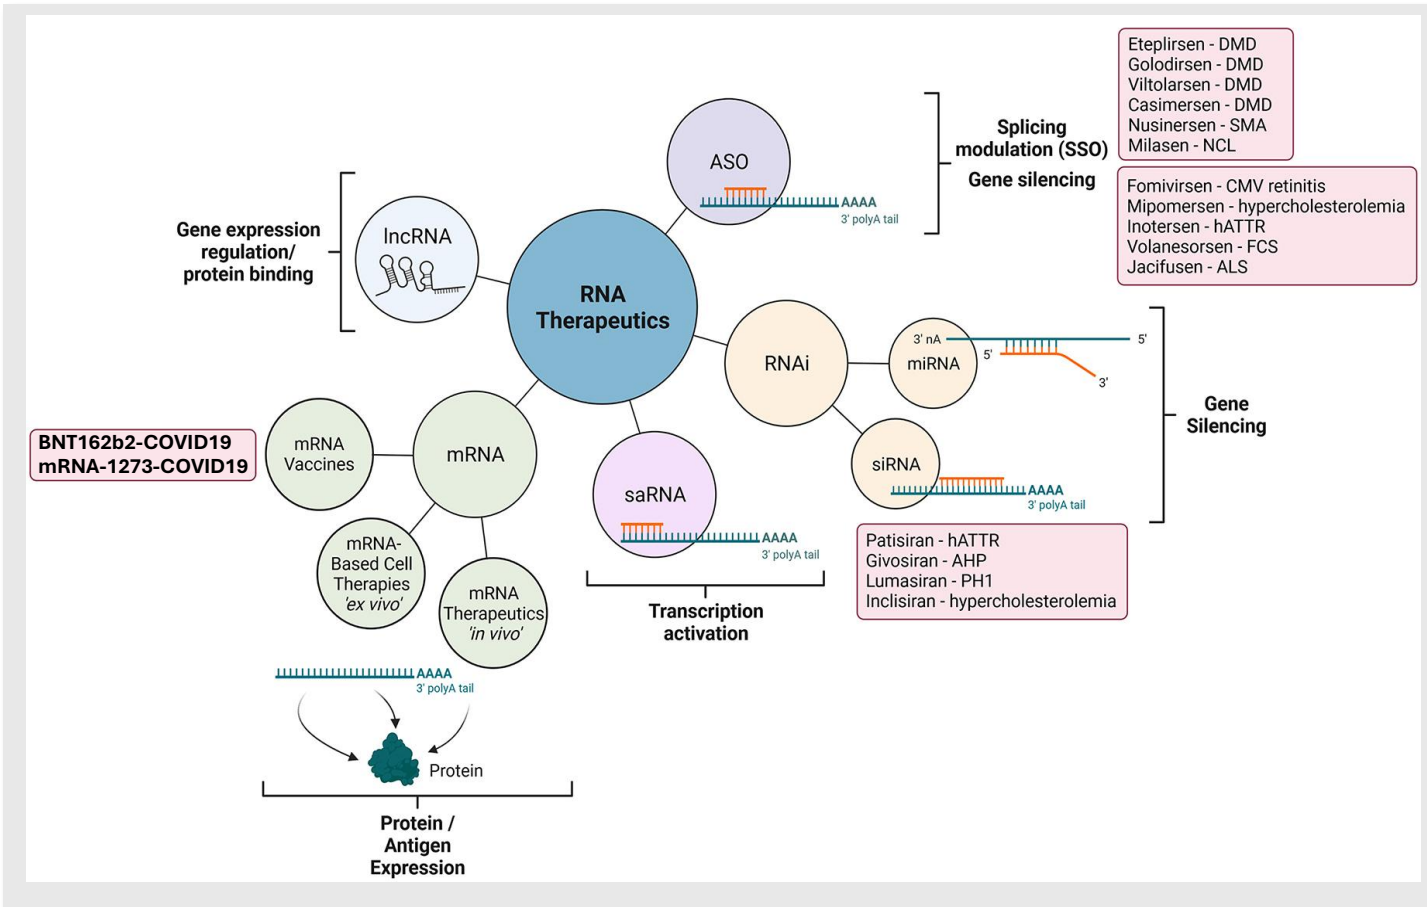 Eteplirsen - DMD
Golodirsen - DMD
Viltolarsen - DMD
Casimersen - DMD
Nusinersen - SMA
Milasen - NCL
Splicing
modulation (SSO)
Gene silencing
Fomivirsen - CMV retinitis
Mipomersen - hypercholesterolemia
Inotersen - hATTR
Volanesorsen - FCS
Jacifusen - ALS
ASO
AAAA
3' polyA tail
Gene expression
regulation/
protein binding
lncRNA
RNA
Therapeutics
RNAi
miRNA
3' nA
5'
5'
3'
Gene
Silencing
siRNA
AAAA
3' polyA tail
Patisiran - hATTR
Givosiran - AHP
Lumasiran - PH1
Inclisiran - hypercholesterolemia
saRNA
AAAA
3' polyA tail
Transcription
activation
BNT162b2-COVID19
mRNA-1273-COVID19
mRNA
Vaccines
mRNA
mRNA-
Based Cell
Therapies
'ex vivo'
mRNA
Therapeutics
'in vivo'
AAAA
3' polyA tail
Protein
Protein /
Antigen
Expression